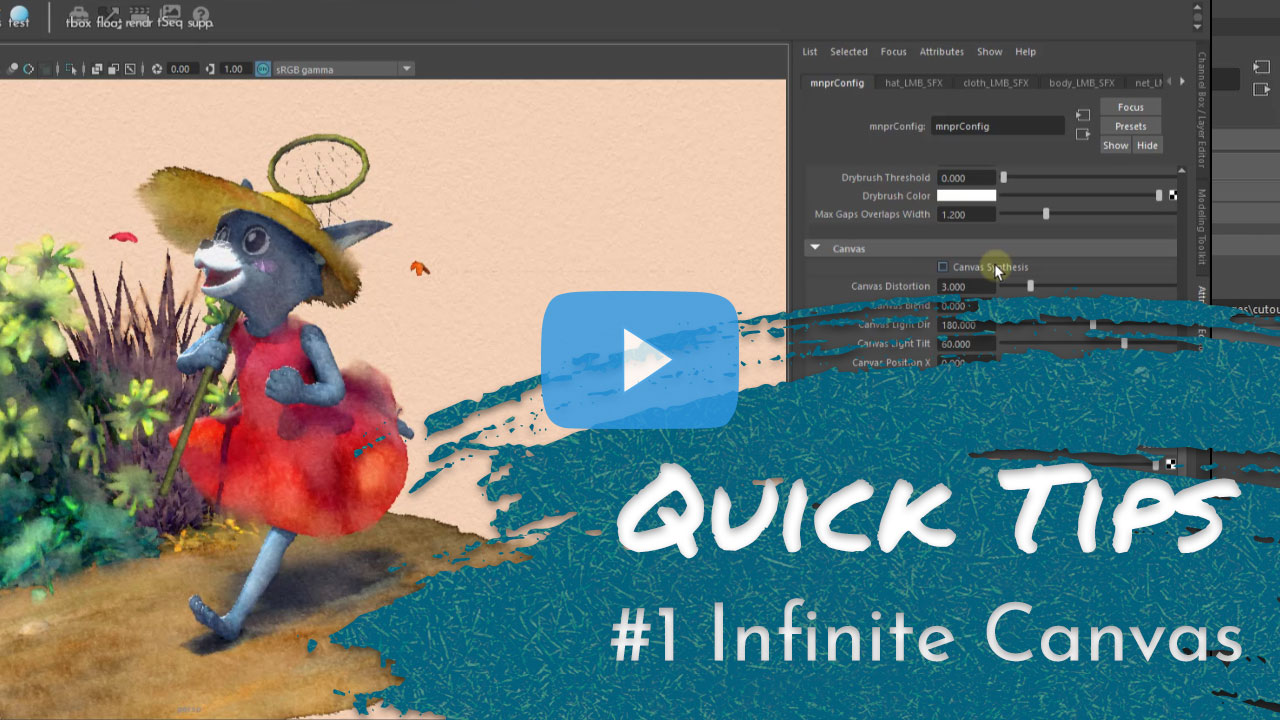 test
tbox float rendr tSeq supp.
0.00
1.00
sRGB gamma
List Selected Focus Attributes Show Help
mnprConfig hat_LMB_SFX cloth_LMB_SFX body_LMB_SFX
mnprConfig: mnprConfig
Focus
Presets
Show Hide
Drybrush Threshold 0.000
Drybrush Color
Max Gaps Overlaps Width 1.200
Canvas
Canvas Synthesis
Canvas Distortion 3.000
Canvas Blend 0.000
Canvas Light Dir 180.000
Canvas Light Tilt 60.000
Canvas Position X 0.000
Channel Box / Layer Editor
Modeling Toolkit
persp
Quick Tips
#1 Infinite Canvas